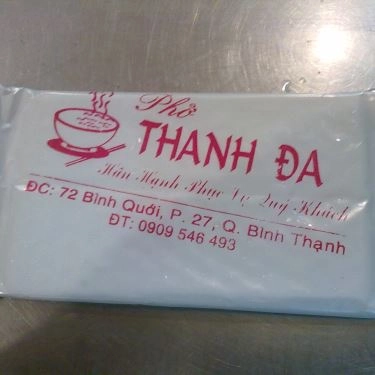 Phở
THANH ĐA
Hân Hạnh Phục Vụ Quý Khách
ĐC: 72 Bình Quới, P. 27, Q. Bình Thạnh
ĐT: 0909 546 493